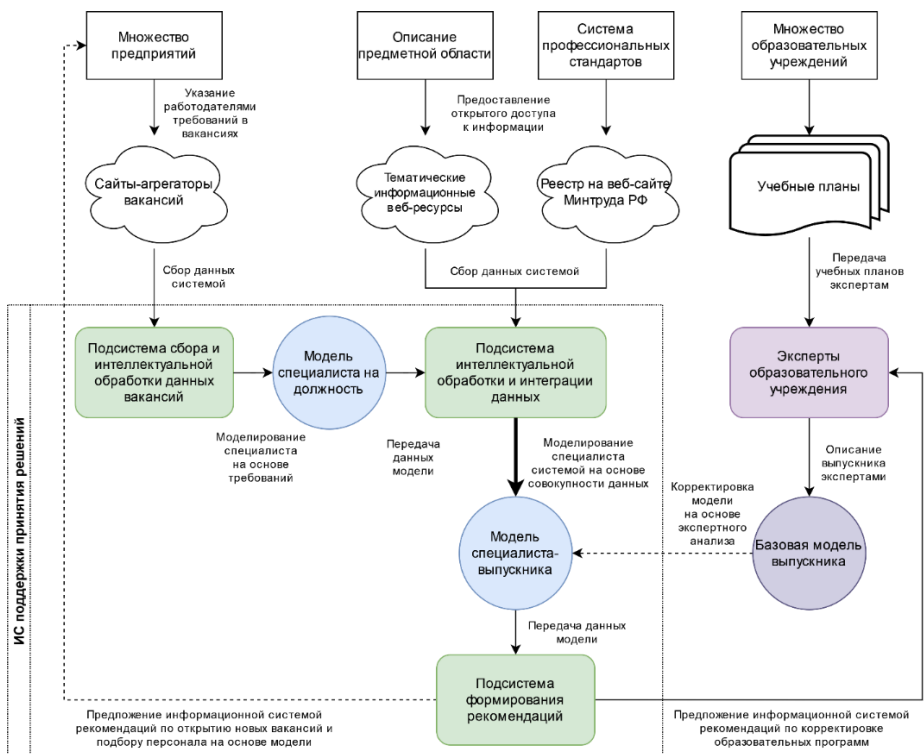 Множество
предприятий
Описание
предметной области
Система
профессиональных
стандартов
Множество
образовательных
учреждений
Указание
работодателями
требований в
вакансиях
Предоставление
открытого доступа
к информации
Сайты-агрегаторы
вакансий
Тематические
информационные
веб-ресурсы
Реестр на веб-сайте
Минтруда РФ
Учебные планы
Сбор данных
системой
Сбор данных системой
Передача
учебных планов
экспертам
ИС поддержки принятия решений
Подсистема сбора и
интеллектуальной
обработки данных
вакансий
Модель
специалиста на
должность
Подсистема
интеллектуальной
обработки и интеграции
данных
Эксперты
образовательного
учреждения
Моделирование
специалиста
на основе
требований
Передача
данных
модели
Моделирование
специалиста
системой на основе
совокупности данных
Описание
выпускника
экспертами
Корректировка
модели
на основе
экспертного
анализа
Модель
специалиста-
выпускника
Базовая модель
выпускника
Передача данных
модели
Подсистема
формирования
рекомендаций
Предложение информационной системой
рекомендаций по открытию новых вакансий и
подбору персонала на основе модели
Предложение информационной системой
рекомендаций по корректировке
образовательных программ